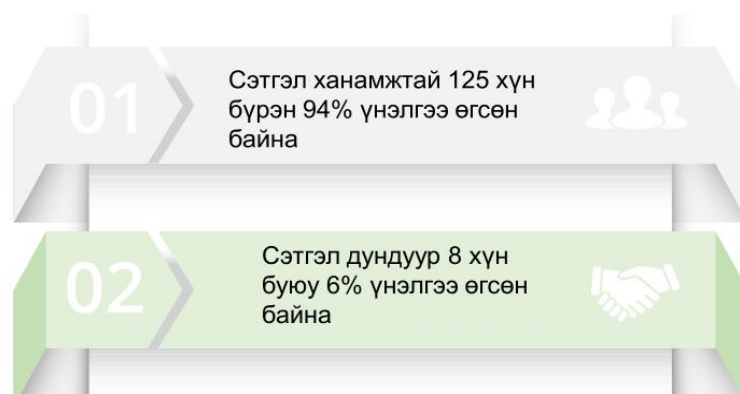 01
Сэтгэл ханамжтай 125 хүн
бүрэн 94% үнэлгээ өгсөн
байна
02
Сэтгэл дундуур 8 хүн
буюу 6% үнэлгээ өгсөн
байна